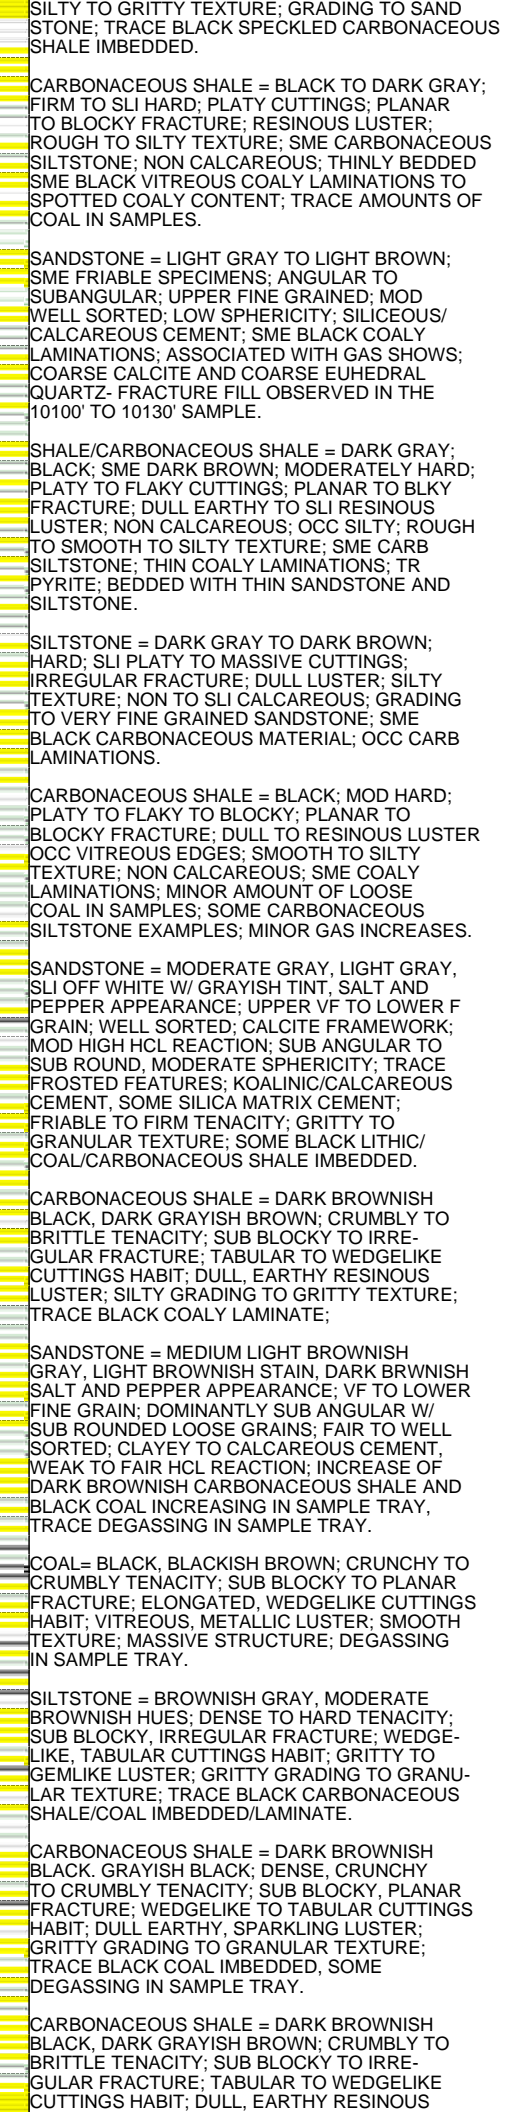 SILTY TO GRITTY TEXTURE; GRADING TO SAND
STONE; TRACE BLACK SPECKLED CARBONACEOUS
SHALE IMBEDDED.
CARBONACEOUS SHALE = BLACK TO DARK GRAY;
FIRM TO SLI HARD; PLATY CUTTINGS; PLANAR
TO BLOCKY FRACTURE; RESINOUS LUSTER;
ROUGH TO SILTY TEXTURE; SME CARBONACEOUS
SILTSTONE; NON CALCAREOUS; THINLY BEDDED
SME BLACK VITREOUS COALY LAMINATIONS TO
SPOTTED COALY CONTENT; TRACE AMOUNTS OF
COAL IN SAMPLES.
SANDSTONE = LIGHT GRAY TO LIGHT BROWN;
SME FRIABLE SPECIMENS; ANGULAR TO
SUBANGULAR; UPPER FINE GRAINED; MOD
WELL SORTED; LOW SPHERICITY; SILICEOUS/
CALCAREOUS CEMENT; SME BLACK COALY
LAMINATIONS; ASSOCIATED WITH GAS SHOWS;
COARSE CALCITE AND COARSE EUHEDRAL
QUARTZ- FRACTURE FILL OBSERVED IN THE
10100' TO 10130' SAMPLE.
SHALE/CARBONACEOUS SHALE = DARK GRAY;
BLACK; SME DARK BROWN; MODERATELY HARD;
PLATY TO FLAKY CUTTINGS; PLANAR TO BLKY
FRACTURE; DULL EARTHY TO SLI RESINOUS
LUSTER; NON CALCAREOUS; OCC SILTY; ROUGH
TO SMOOTH TO SILTY TEXTURE; SME CARB
SILTSTONE; THIN COALY LAMINATIONS; TR
PYRITE; BEDDED WITH THIN SANDSTONE AND
SILTSTONE.
SILTSTONE = DARK GRAY TO DARK BROWN;
HARD; SLI PLATY TO MASSIVE CUTTINGS;
IRREGULAR FRACTURE; DULL LUSTER; SILTY
TEXTURE; NON TO SLI CALCAREOUS; GRADING
TO VERY FINE GRAINED SANDSTONE; SME
BLACK CARBONACEOUS MATERIAL; OCC CARB
LAMINATIONS.
CARBONACEOUS SHALE = BLACK; MOD HARD;
PLATY TO FLAKY TO BLOCKY; PLANAR TO
BLOCKY FRACTURE; DULL TO RESINOUS LUSTER
OCC VITREOUS EDGES; SMOOTH TO SILTY
TEXTURE; NON CALCAREOUS; SME COALY
LAMINATIONS; MINOR AMOUNT OF LOOSE
COAL IN SAMPLES; SOME CARBONACEOUS
SILTSTONE EXAMPLES; MINOR GAS INCREASES.
SANDSTONE = MODERATE GRAY, LIGHT GRAY,
SLI OFF WHITE W/ GRAYISH TINT, SALT AND
PEPPER APPEARANCE; UPPER VF TO LOWER F
GRAIN; WELL SORTED; CALCITE FRAMEWORK;
MOD HIGH HCL REACTION; SUB ANGULAR TO
SUB ROUND, MODERATE SPHERICITY; TRACE
FROSTED FEATURES; KOALINIC/CALCAREOUS
CEMENT, SOME SILICA MATRIX CEMENT;
FRIABLE TO FIRM TENACITY; GRITTY TO
GRANULAR TEXTURE; SOME BLACK LITHIC/
COAL/CARBONACEOUS SHALE IMBEDDED.
CARBONACEOUS SHALE = DARK BROWNISH
BLACK, DARK GRAYISH BROWN; CRUMBLY TO
BRITTLE TENACITY; SUB BLOCKY TO IRRE-
GULAR FRACTURE; TABULAR TO WEDGELIKE
CUTTINGS HABIT; DULL, EARTHY RESINOUS
LUSTER; SILTY GRADING TO GRITTY TEXTURE;
TRACE BLACK COALY LAMINATE;
SANDSTONE = MEDIUM LIGHT BROWNISH
GRAY, LIGHT BROWNISH STAIN, DARK BRWNISH
SALT AND PEPPER APPEARANCE; VF TO LOWER
FINE GRAIN; DOMINANTLY SUB ANGULAR W/
SUB ROUNDED LOOSE GRAINS; FAIR TO WELL
SORTED; CLAYEY TO CALCAREOUS CEMENT,
WEAK TO FAIR HCL REACTION; INCREASE OF
DARK BROWNISH CARBONACEOUS SHALE AND
BLACK COAL INCREASING IN SAMPLE TRAY,
TRACE DEGASSING IN SAMPLE TRAY.
COAL= BLACK, BLACKISH BROWN; CRUNCHY TO
CRUMBLY TENACITY; SUB BLOCKY TO PLANAR
FRACTURE; ELONGATED, WEDGELIKE CUTTINGS
HABIT; VITREOUS, METALLIC LUSTER; SMOOTH
TEXTURE; MASSIVE STRUCTURE; DEGASSING
IN SAMPLE TRAY.
SILTSTONE = BROWNISH GRAY, MODERATE
BROWNISH HUES; DENSE TO HARD TENACITY;
SUB BLOCKY, IRREGULAR FRACTURE; WEDGE-
LIKE, TABULAR CUTTINGS HABIT; GRITTY TO
GEMLIKE LUSTER; GRITTY GRADING TO GRANU-
LAR TEXTURE; TRACE BLACK CARBONACEOUS
SHALE/COAL IMBEDDED/LAMINATE.
CARBONACEOUS SHALE = DARK BROWNISH
BLACK. GRAYISH BLACK; DENSE, CRUNCHY
TO CRUMBLY TENACITY; SUB BLOCKY, PLANAR
FRACTURE; WEDGELIKE TO TABULAR CUTTINGS
HABIT; DULL EARTHY, SPARKLING LUSTER;
GRITTY GRADING TO GRANULAR TEXTURE;
TRACE BLACK COAL IMBEDDED, SOME
DEGASSING IN SAMPLE TRAY.
CARBONACEOUS SHALE = DARK BROWNISH
BLACK, DARK GRAYISH BROWN; CRUMBLY TO
BRITTLE TENACITY; SUB BLOCKY TO IRRE-
GULAR FRACTURE; TABULAR TO WEDGELIKE
CUTTINGS HABIT; DULL, EARTHY RESINOUS